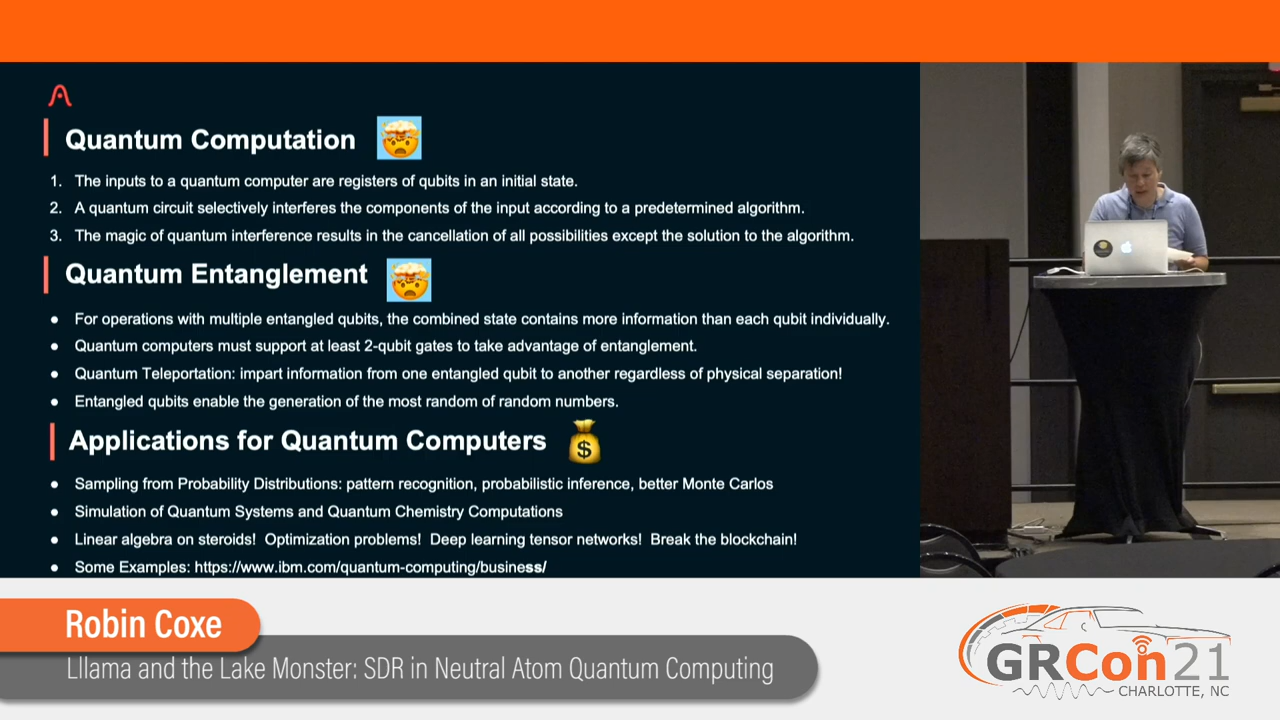 Quantum Computation
1. The inputs to a quantum computer are registers of qubits in an initial state.
2. A quantum circuit selectively interferes the components of the input according to a predetermined algorithm.
3. The magic of quantum interference results in the cancellation of all possibilities except the solution to the algorithm.
Quantum Entanglement
● For operations with multiple entangled qubits, the combined state contains more information than each qubit individually.
● Quantum computers must support at least 2-qubit gates to take advantage of entanglement.
● Quantum Teleportation: impart information from one entangled qubit to another regardless of physical separation!
● Entangled qubits enable the generation of the most random of random numbers.
Applications for Quantum Computers
● Sampling from Probability Distributions: pattern recognition, probabilistic inference, better Monte Carlos
● Simulation of Quantum Systems and Quantum Chemistry Computations
● Linear algebra on steroids! Optimization problems! Deep learning tensor networks! Break the blockchain!
● Some Examples: https://www.ibm.com/quantum-computing/business/
Robin Coxe
Lllama and the Lake Monster: SDR in Neutral Atom Quantum Computing
GRCon21
CHARLOTTE, NC